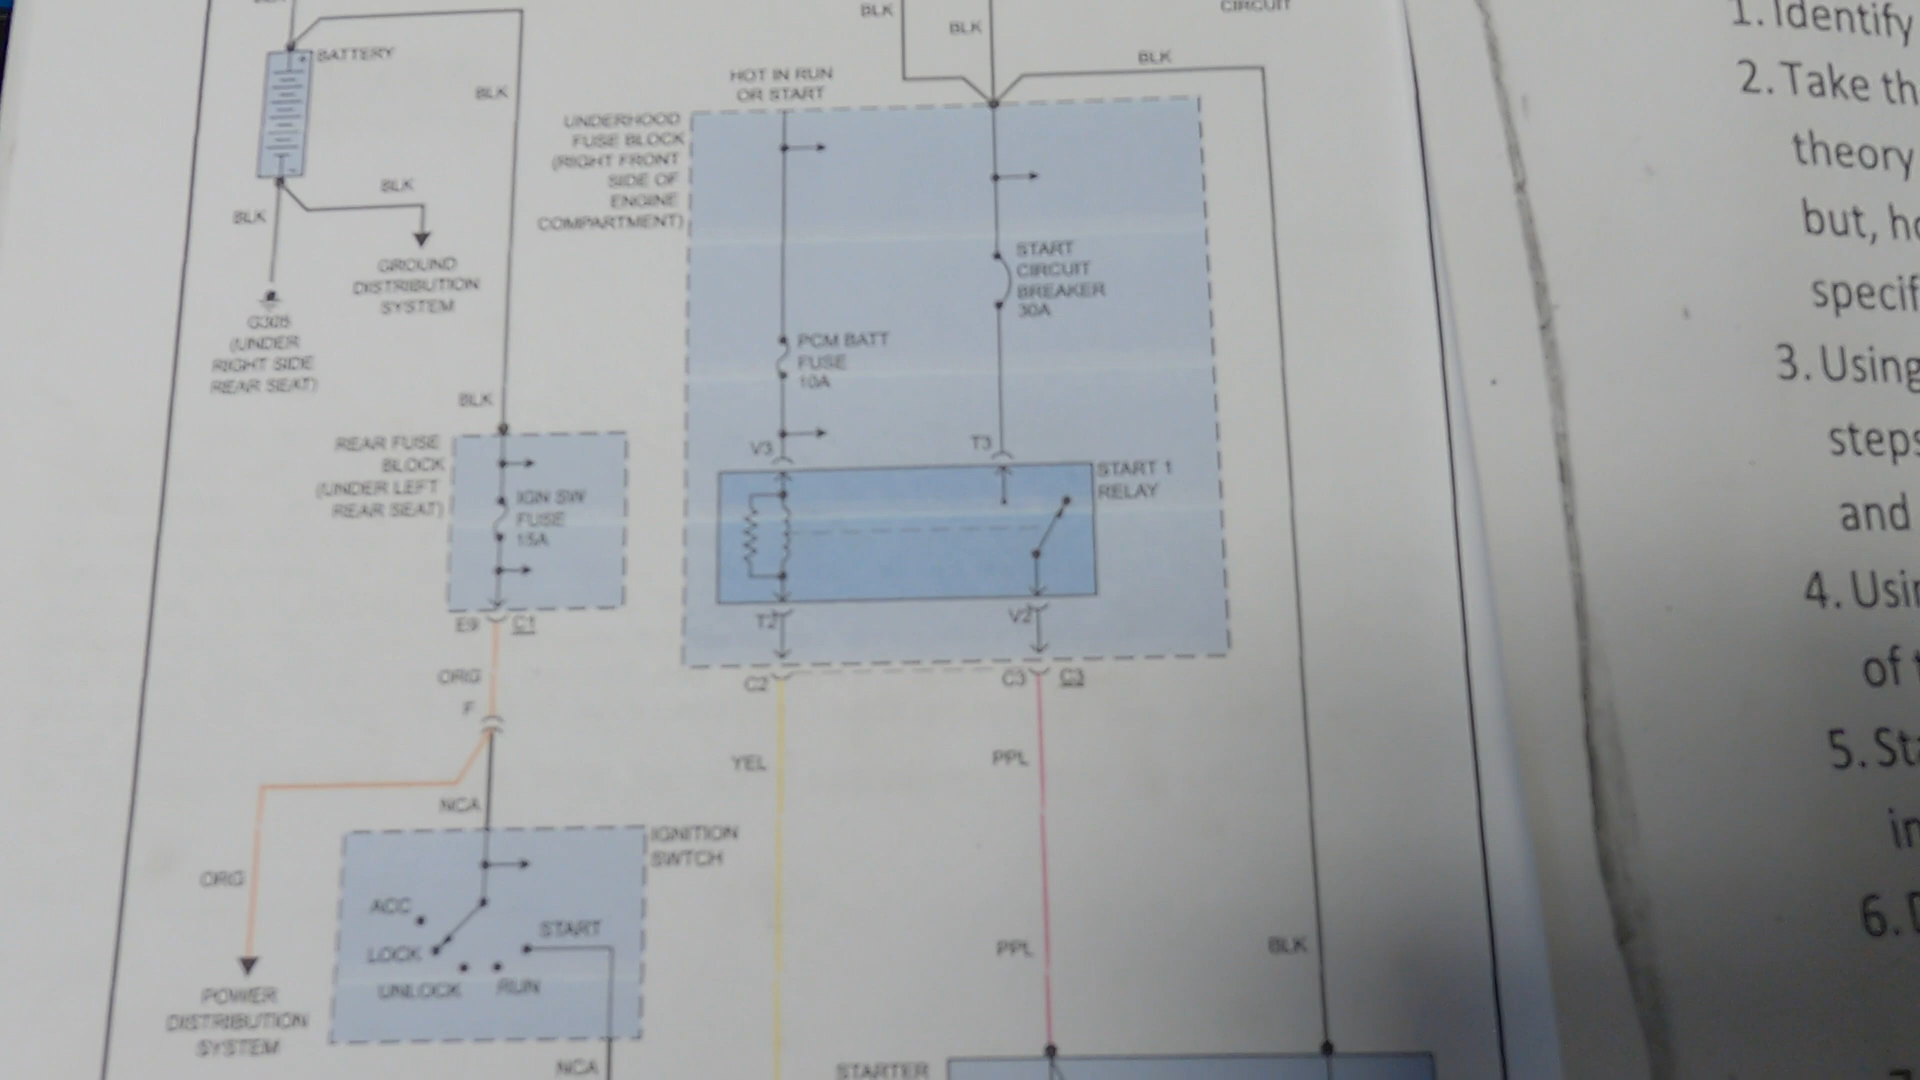 BATTERY
BLK
BLK
BLK
GROUND
DISTRIBUTION
SYSTEM
G305
(UNDER
RIGHT SIDE
REAR SEAT)
BLK
REAR FUSE
BLOCK
(UNDER LEFT
REAR SEAT)
IGN SW
FUSE
15A
E9 C1
ORG
F
NCA
ORG
POWER
DISTRIBUTION
SYSTEM
IGNITION
SWTCH
ACC
LOCK
UNLOCK
RUN
START
NCA
BLK
BLK
CIRCUIT
BLK
HOT IN RUN
OR START
UNDERHOOD
FUSE BLOCK
(RIGHT FRONT
SIDE OF
ENGINE
COMPARTMENT)
START
CIRCUIT
BREAKER
30A
PCM BATT
FUSE
10A
V3
T3
START 1
RELAY
T2
V2
C2
C3 C3
YEL
PPL
PPL
BLK
STARTER
1. Identify
2. Take th
theory
but, ho
specif
3. Using
steps
and
4. Usin
of t
5. Sta
in
6. D